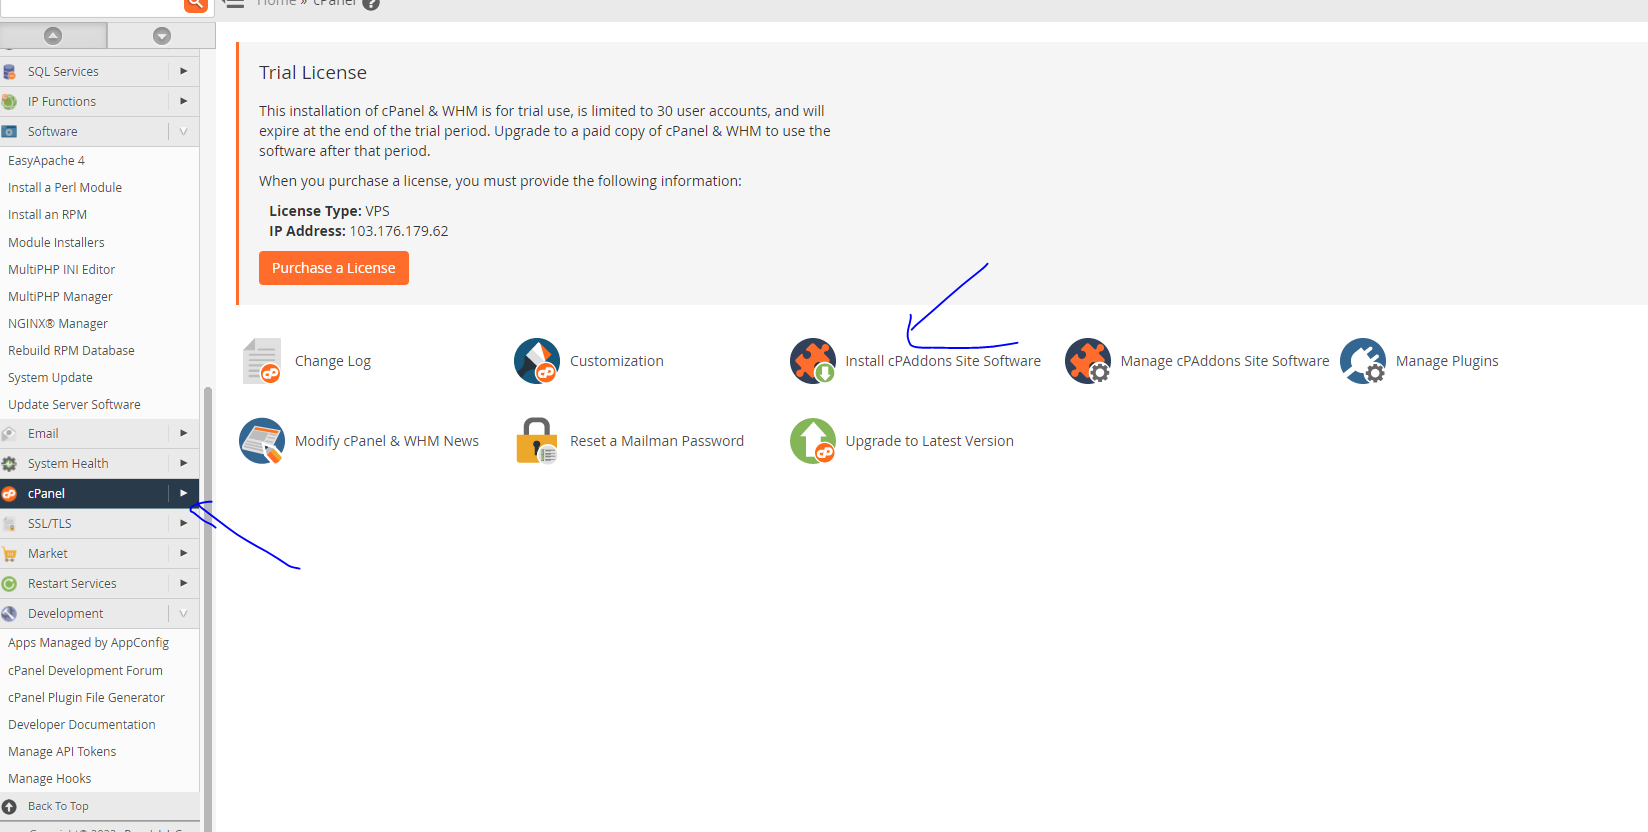 Home » cPanel
SQL Services
IP Functions
Software
EasyApache 4
Install a Perl Module
Install an RPM
Module Installers
MultiPHP INI Editor
MultiPHP Manager
NGINX® Manager
Rebuild RPM Database
System Update
Update Server Software
Email
System Health
cPanel
SSL/TLS
Market
Restart Services
Development
Apps Managed by AppConfig
cPanel Development Forum
cPanel Plugin File Generator
Developer Documentation
Manage API Tokens
Manage Hooks
Back To Top
Trial License
This installation of cPanel & WHM is for trial use, is limited to 30 user accounts, and will
expire at the end of the trial period. Upgrade to a paid copy of cPanel & WHM to use the
software after that period.
When you purchase a license, you must provide the following information:
License Type: VPS
IP Address: 103.176.179.62
Purchase a License
Change Log
Customization
Install cPAddons Site Software
Manage cPAddons Site Software
Manage Plugins
Modify cPanel & WHM News
Reset a Mailman Password
Upgrade to Latest Version